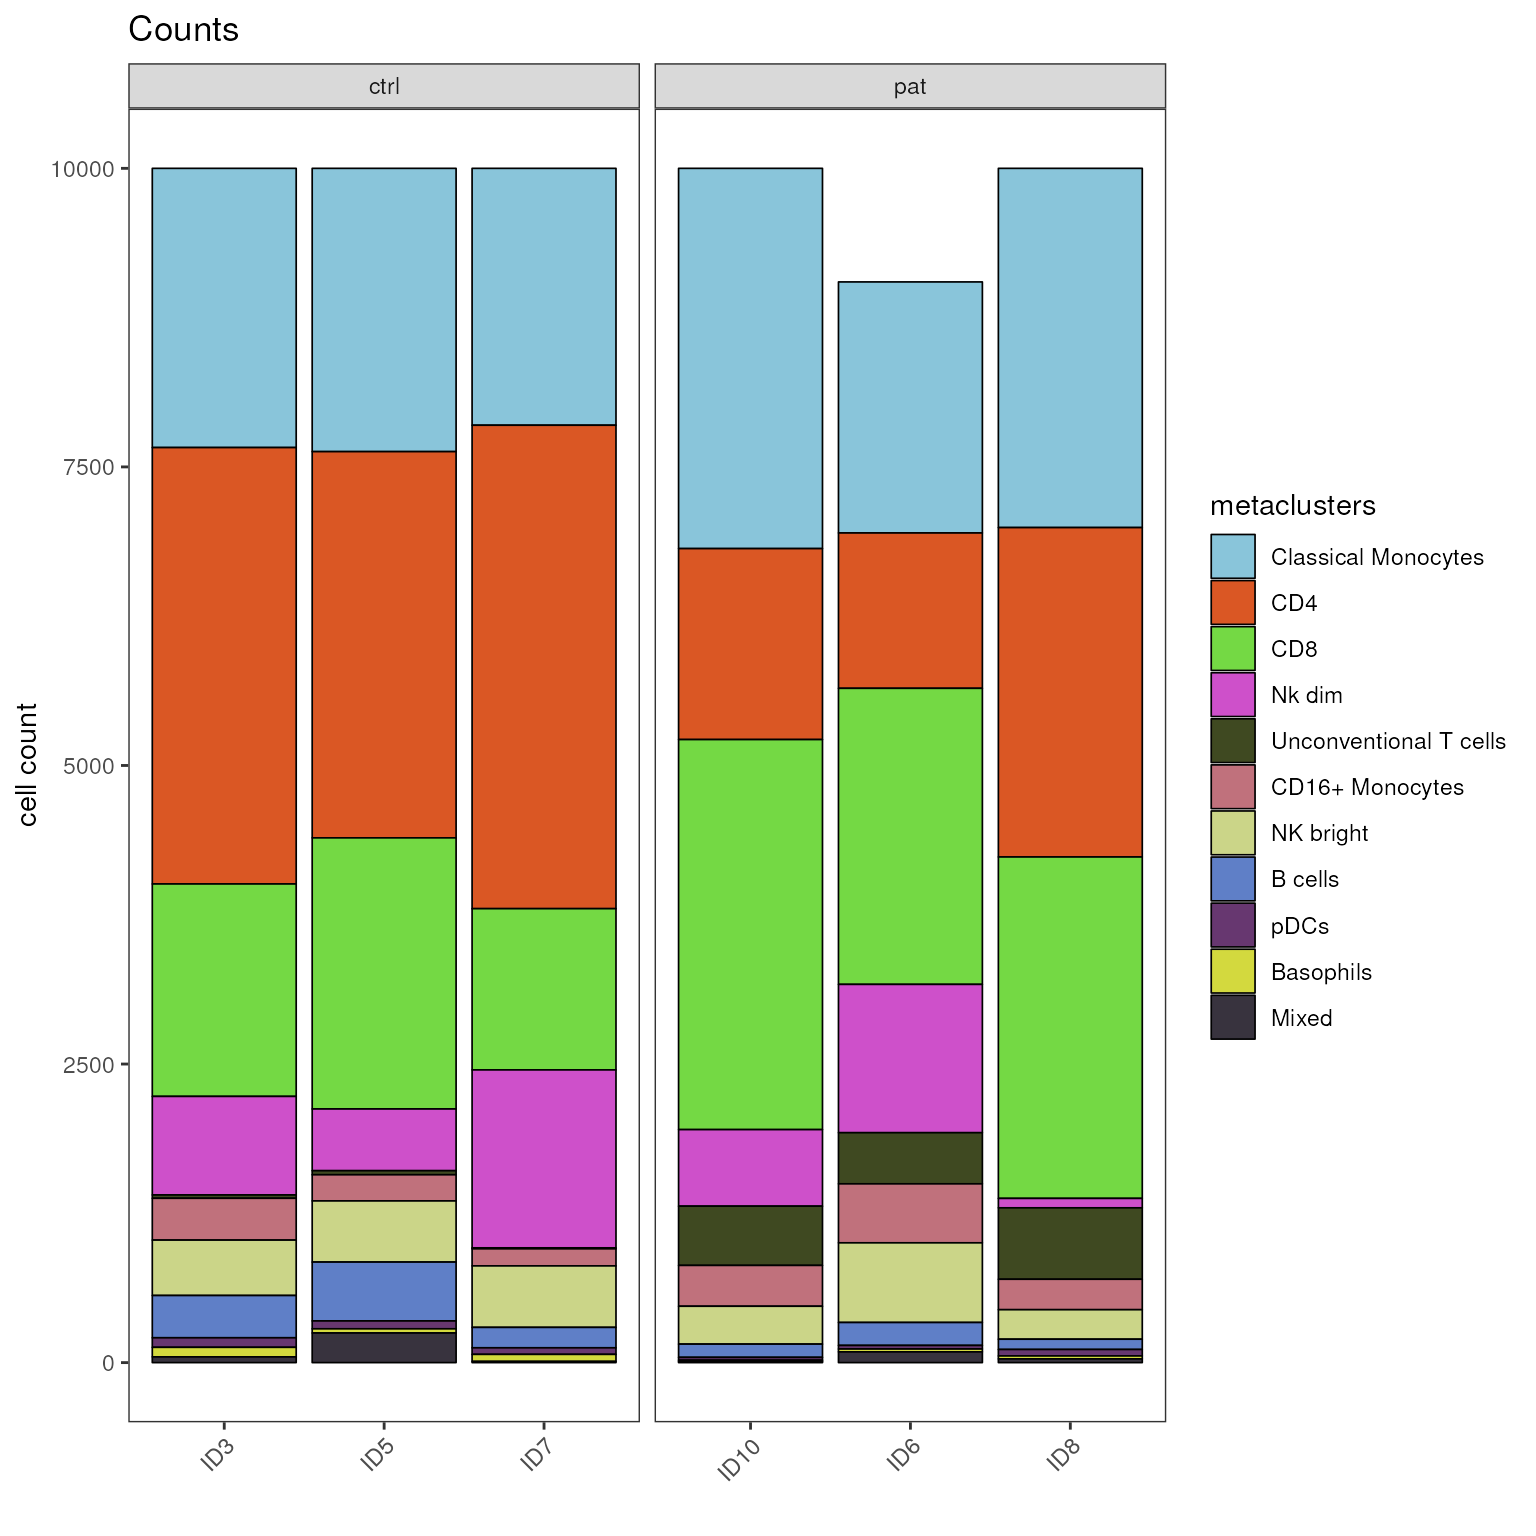 Counts
ctrl
pat
10000
7500
5000
2500
0
cell count
ID3
ID5
ID7
ID10
ID6
ID8
metaclusters
Classical Monocytes
CD4
CD8
Nk dim
Unconventional T cells
CD16+ Monocytes
NK bright
B cells
pDCs
Basophils
Mixed